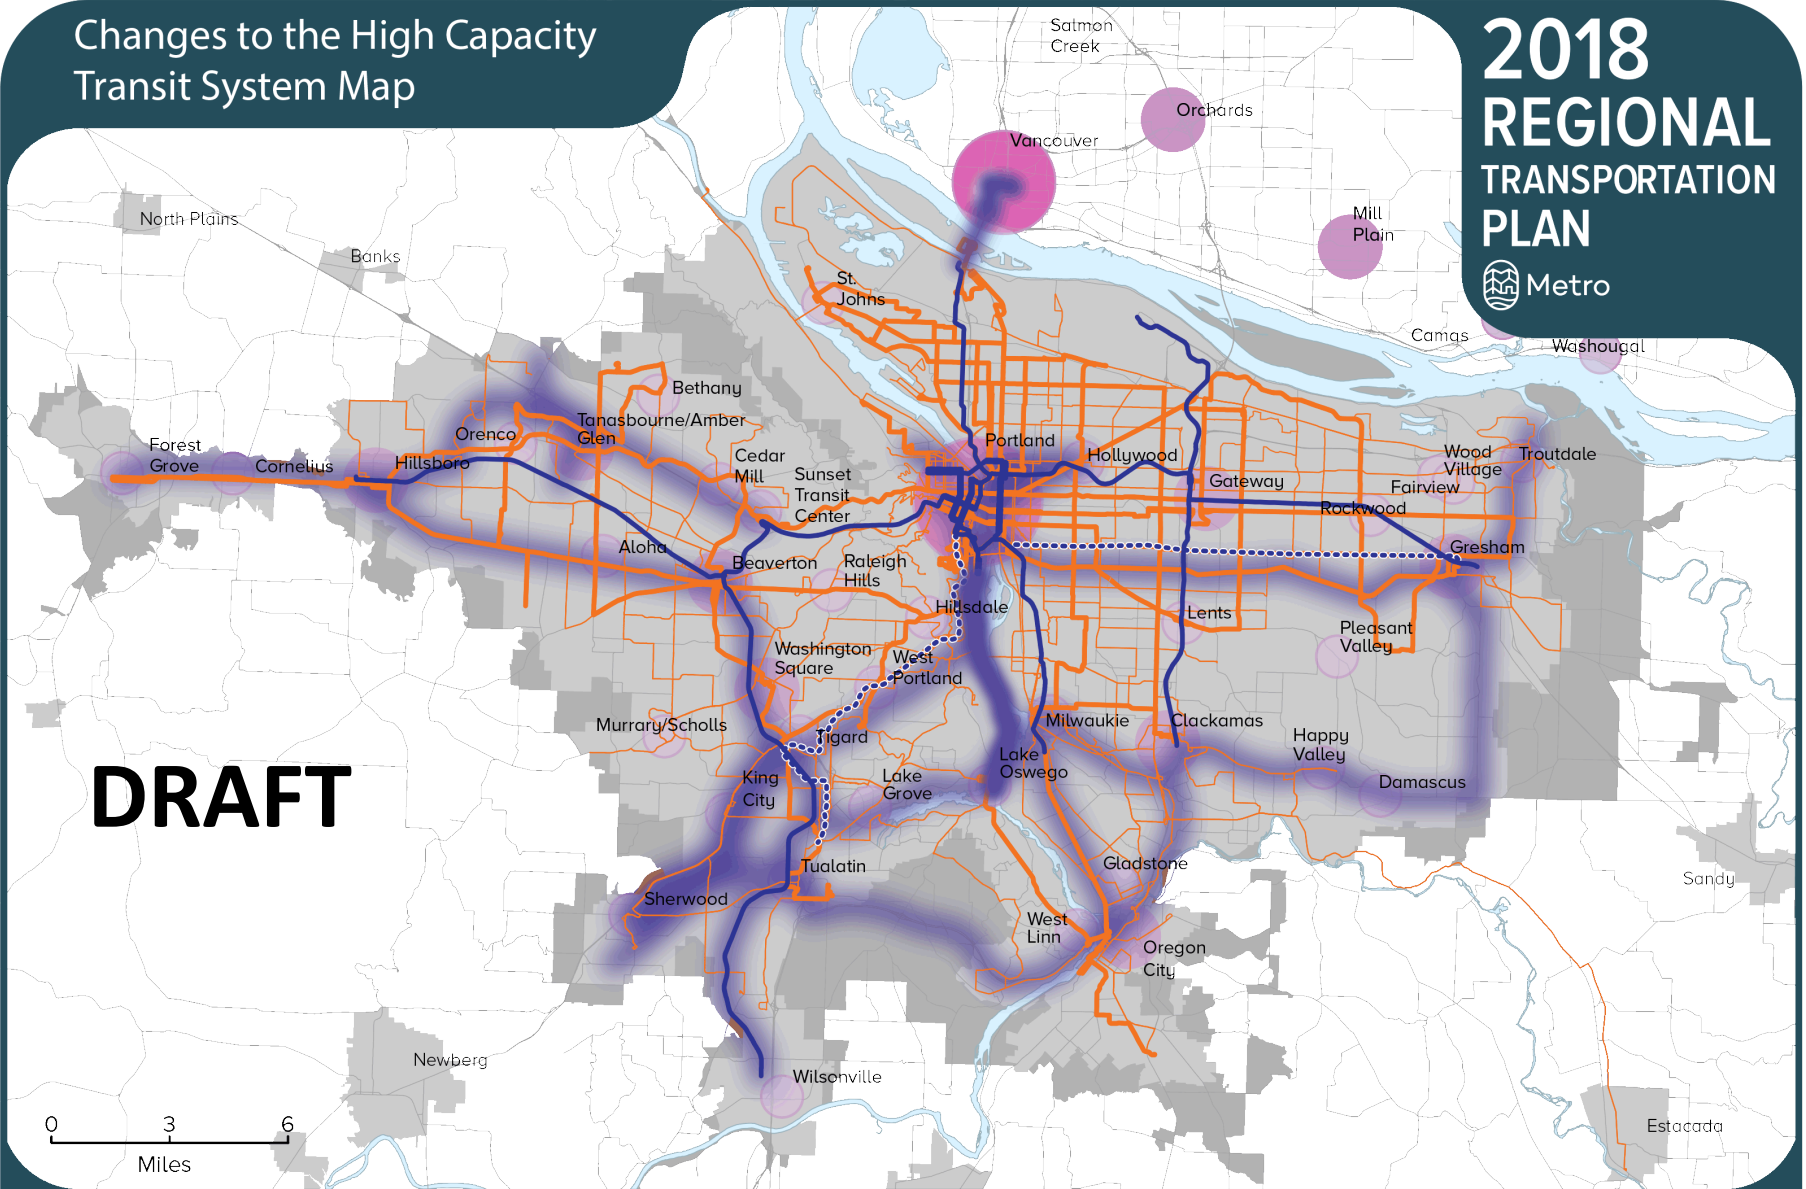 Changes to the High Capacity
Transit System Map
2018
REGIONAL
TRANSPORTATION
PLAN
Metro
Salmon
Creek
Orchards
Vancouver
Mill
Plain
North Plains
Banks
St.
Johns
Camas
Washougal
Bethany
Tanasbourne/Amber
Glen
Orenco
Forest
Grove
Cornelius
Hillsboro
Cedar
Mill
Sunset
Transit
Center
Portland
Hollywood
Gateway
Wood
Village
Troutdale
Fairview
Rockwood
Gresham
Aloha
Beaverton
Raleigh
Hills
Hillsdale
Lents
Pleasant
Valley
Washington
Square
West
Portland
Murrary/Scholls
Tigard
Milwaukie
Clackamas
Happy
Valley
Damascus
DRAFT
King
City
Lake
Grove
Lake
Oswego
Tualatin
Gladstone
Sherwood
West
Linn
Oregon
City
Sandy
Newberg
Wilsonville
Estacada
0 3 6
Miles